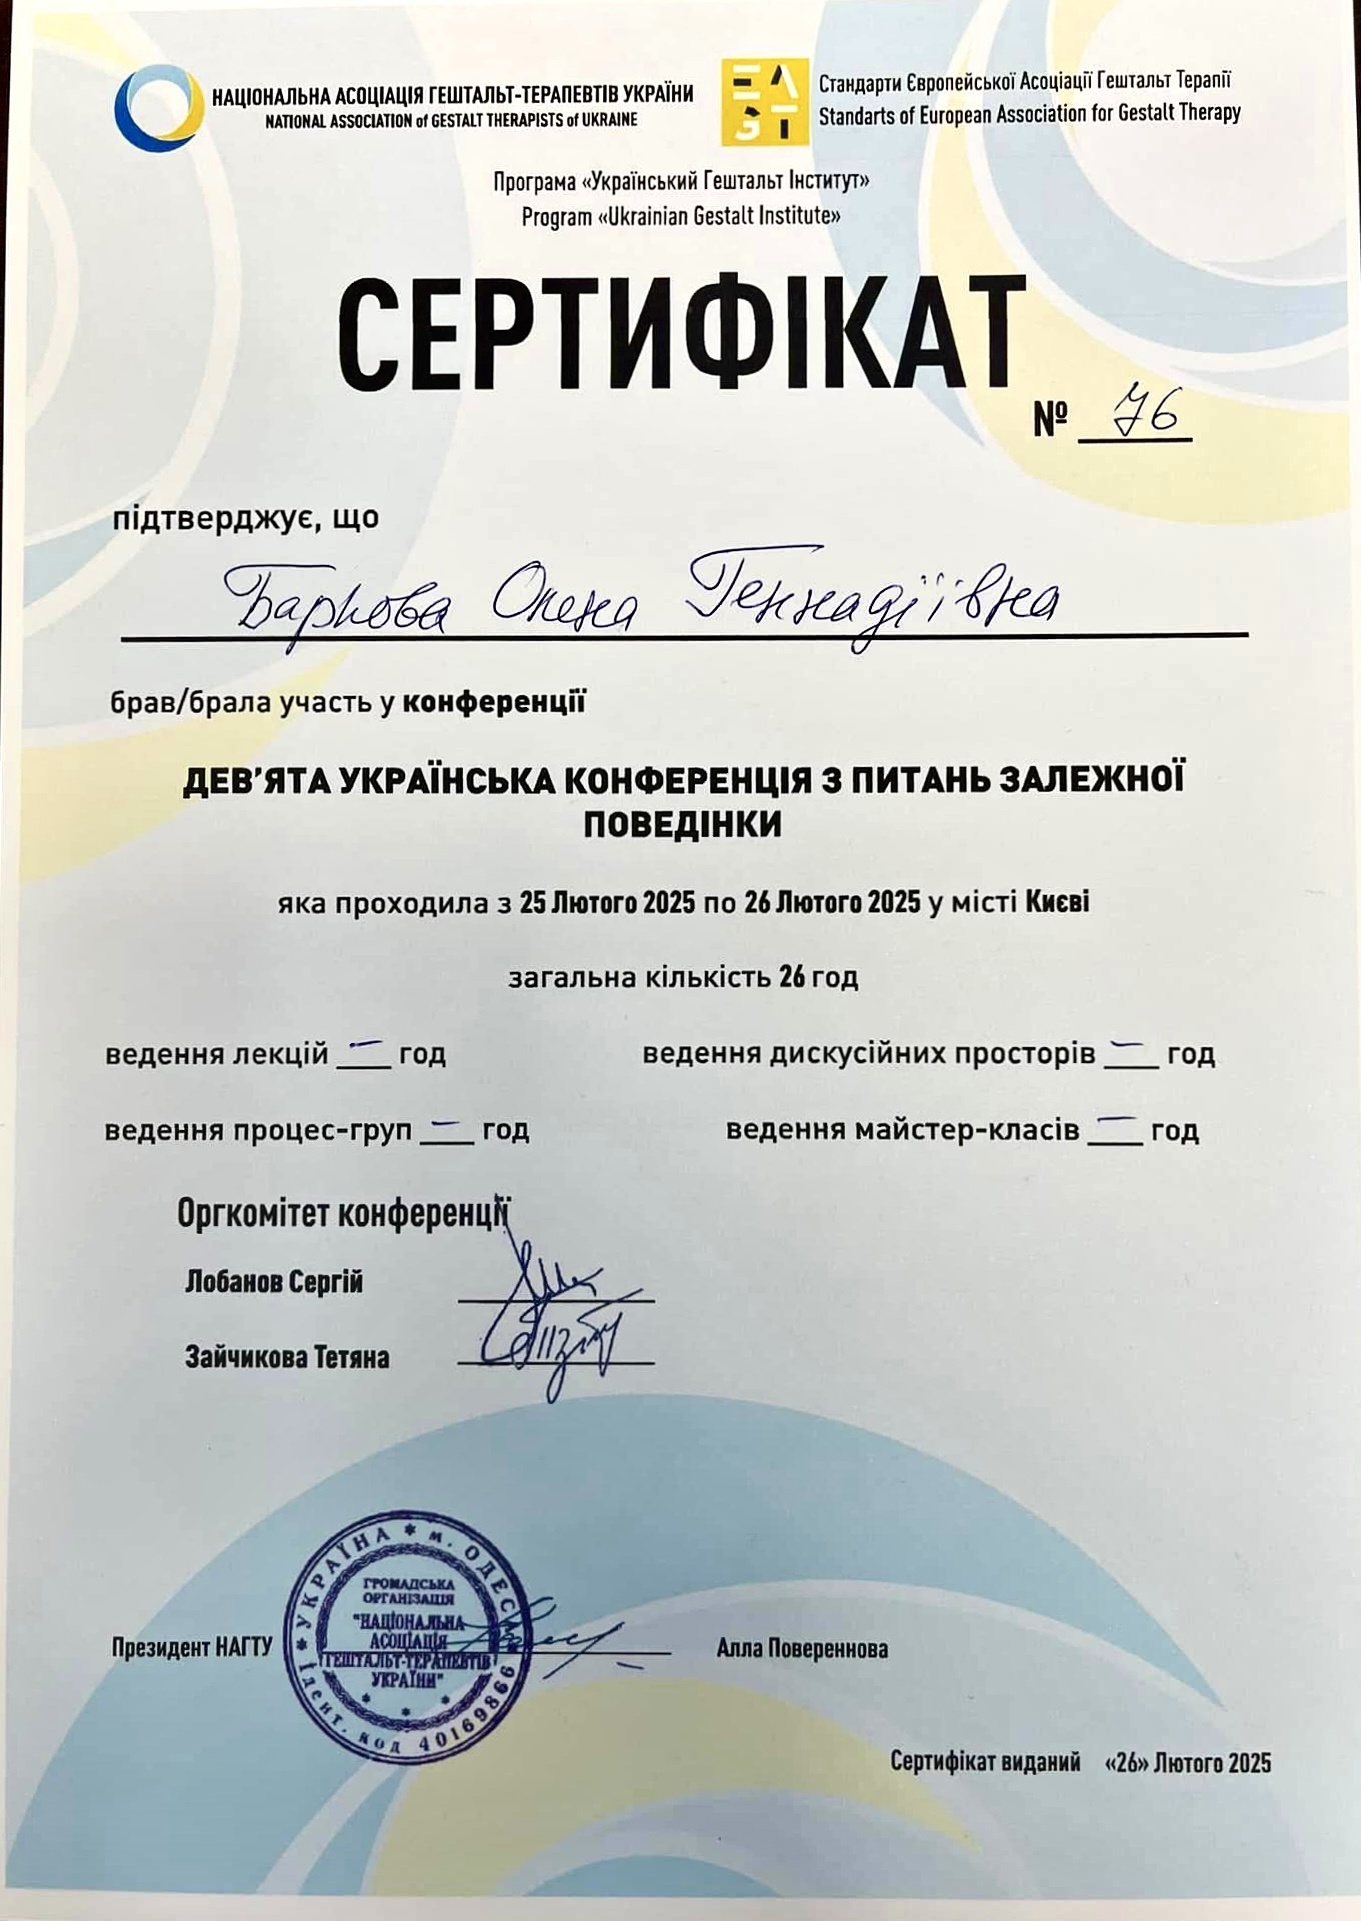 НАЦІОНАЛЬНА АСОЦІАЦІЯ ГЕШТАЛЬТ-ТЕРАПЕВТІВ УКРАЇНИ
NATIONAL ASSOCIATION of GESTALT THERAPISTS of UKRAINE
EAGT
Стандарти Європейської Асоціації Гештальт Терапії
Standarts of European Association for Gestalt Therapy
Програма «Український Гештальт Інститут»
Program «Ukrainian Gestalt Institute»
СЕРТИФІКАТ
№ 76
підтверджує, що
Баркова Олена Геннадіївна
брав/брала участь у конференції
ДЕВ’ЯТА УКРАЇНСЬКА КОНФЕРЕНЦІЯ З ПИТАНЬ ЗАЛЕЖНОЇ
ПОВЕДІНКИ
яка проходила з 25 Лютого 2025 по 26 Лютого 2025 у місті Києві
загальна кількість 26 год
ведення лекцій — год ведення дискусійних просторів — год
ведення процес-груп — год ведення майстер-класів — год
Оргкомітет конференції
Лобанов Сергій
Зайчикова Тетяна
УКРАЇНА * м. ОДЕС
ГРОМАДСЬКА
ОРГАНІЗАЦІЯ
"НАЦІОНАЛЬНА
АСОЦІАЦІЯ
ГЕШТАЛЬТ-ТЕРАПЕВТІВ
УКРАЇНИ"
Ідент. код 40169866
Президент НАГТУ Алла Повереннова
Сертифікат виданий «26» Лютого 2025